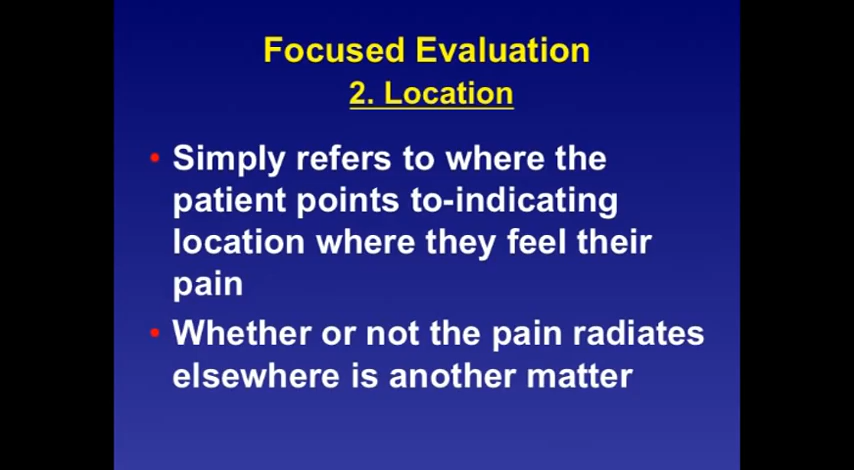 Focused Evaluation
2. Location
• Simply refers to where the
patient points to-indicating
location where they feel their
pain
• Whether or not the pain radiates
elsewhere is another matter